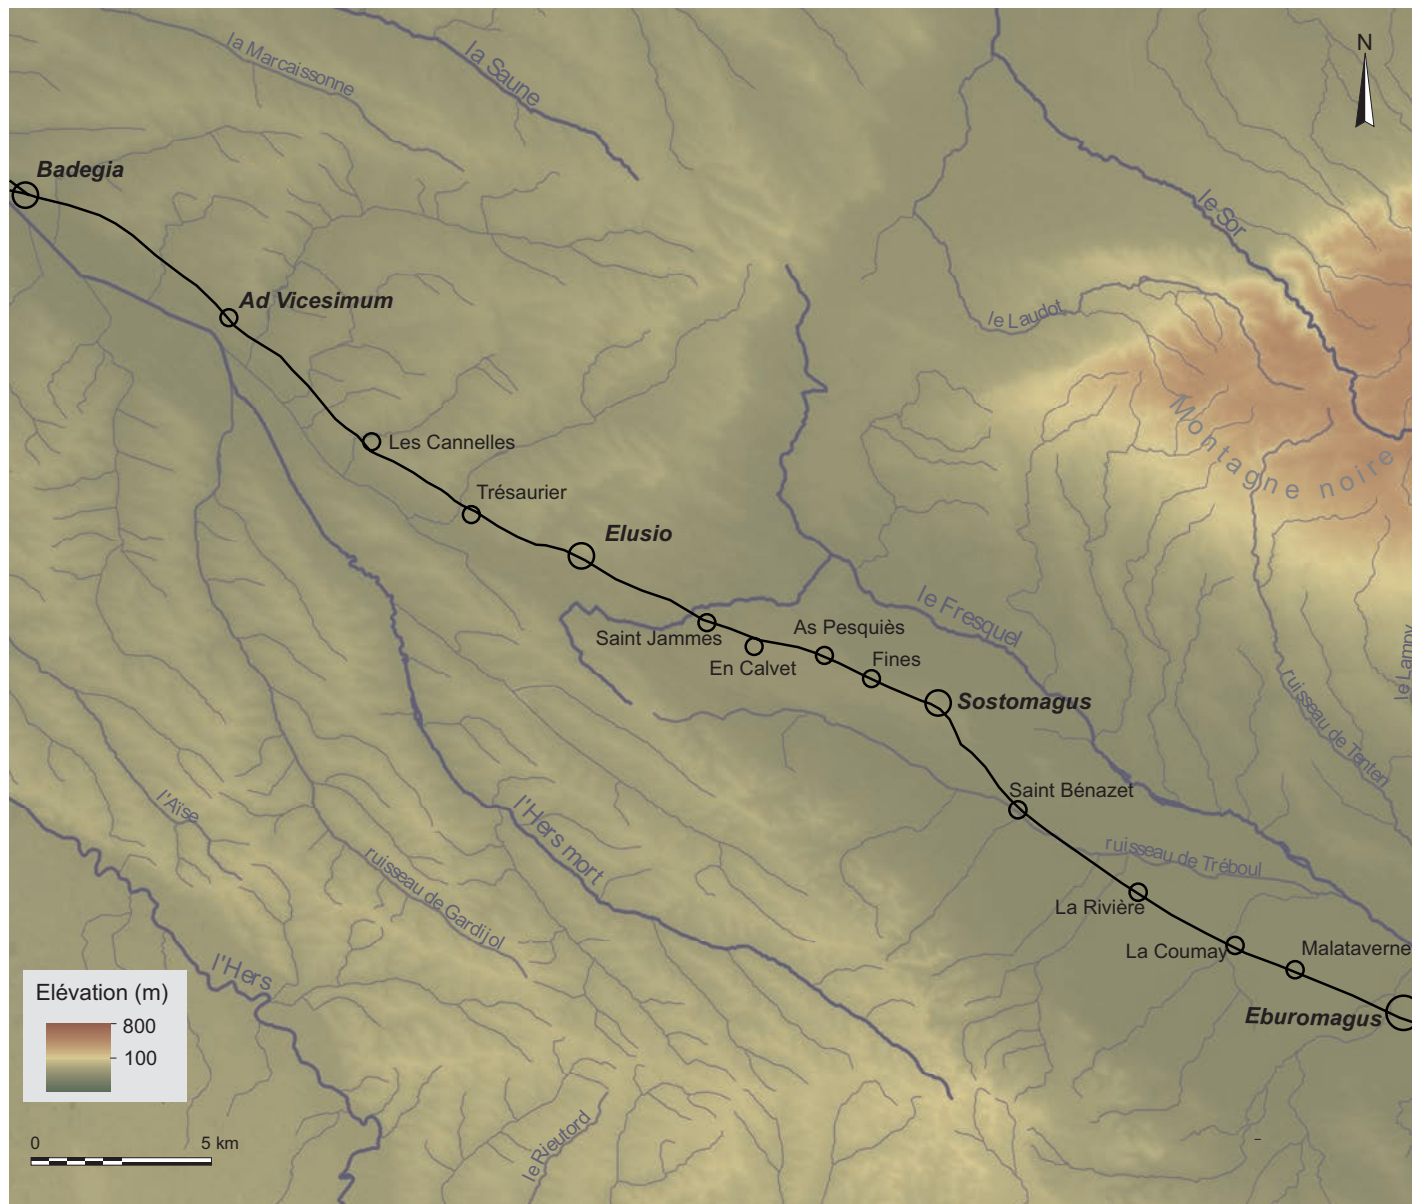 la Marcaissonne
la Saune
N
Badegia
le Sor
Ad Vicesimum
le Laudot
Montagne noire
Les Cannelles
Trésaurier
Elusio
le Fresquel
Saint Jammes
As Pesquiès
En Calvet
Fines
le Lampy
Sostomagus
ruisseau de Tenten
Saint Bénazet
l'Aïse
l'Hers mort
ruisseau de Gardijol
ruisseau de Tréboul
La Rivière
La Coumay
Malataverne
l'Hers
Eburomagus
Elévation (m)
800
100
le Rieutord
0 5 km